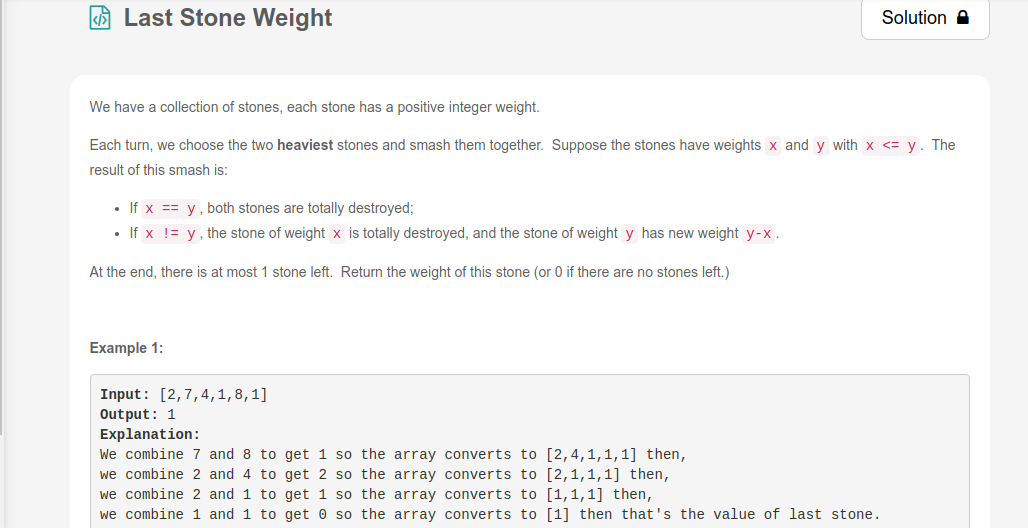 Last Stone Weight
Solution
We have a collection of stones, each stone has a positive integer weight.
Each turn, we choose the two heaviest stones and smash them together.  Suppose the stones have weights x and y with x <= y.  The
result of this smash is:
• If x == y, both stones are totally destroyed;
• If x != y, the stone of weight x is totally destroyed, and the stone of weight y has new weight y-x.
At the end, there is at most 1 stone left.  Return the weight of this stone (or 0 if there are no stones left.)
Example 1:
Input: [2,7,4,1,8,1]
Output: 1
Explanation:
We combine 7 and 8 to get 1 so the array converts to [2,4,1,1,1] then,
we combine 2 and 4 to get 2 so the array converts to [2,1,1,1] then,
we combine 2 and 1 to get 1 so the array converts to [1,1,1] then,
we combine 1 and 1 to get 0 so the array converts to [1] then that's the value of last stone.